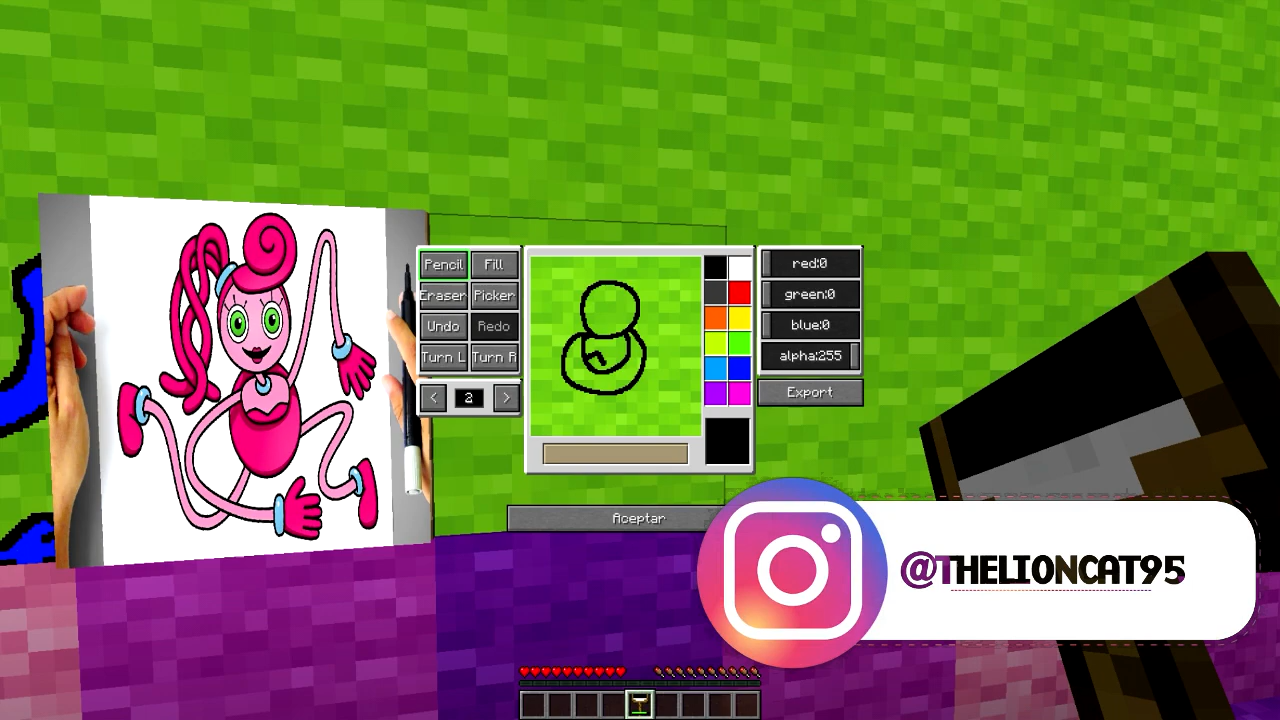 Pencil Fill
Eraser Picker
Undo Redo
Turn L Turn R
< 2 >
red:0
green:0
blue:0
alpha:255
Export
Aceptar
@THELIONCAT95